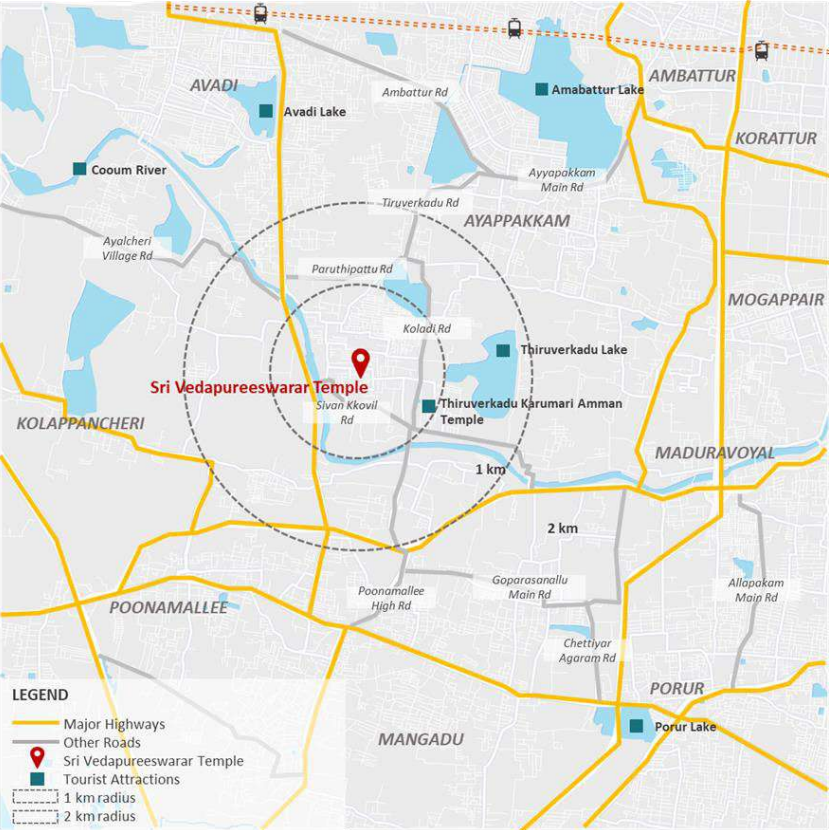 AVADI
Avadi Lake
Ambattur Rd
Amabattur Lake
AMBATTUR
KORATTUR
Cooum River
Ayyapakkam
Main Rd
Tiruverkadu Rd
AYAPPAKKAM
Ayalcheri
Village Rd
Paruthipattu Rd
MOGAPPAIR
Koladi Rd
Thiruverkadu Lake
Sri Vedapureeswarar Temple
Sivan Kkovil
Rd
Thiruverkadu Karumari Amman
Temple
KOLAPPANCHERI
MADURAVOYAL
1 km
2 km
Poonamallee
High Rd
Goparasanallu
Main Rd
Allapakam
Main Rd
POONAMALLEE
Chettiyar
Agaram Rd
PORUR
Porur Lake
MANGADU
LEGEND
Major Highways
Other Roads
Sri Vedapureeswarar Temple
Tourist Attractions
1 km radius
2 km radius